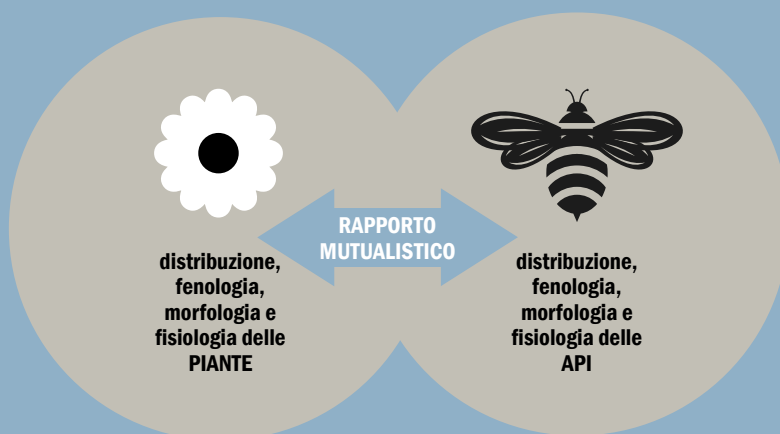 RAPPORTO
MUTUALISTICO
distribuzione,
fenologia,
morfologia e
fisiologia delle
PIANTE
distribuzione,
fenologia,
morfologia e
fisiologia delle
API